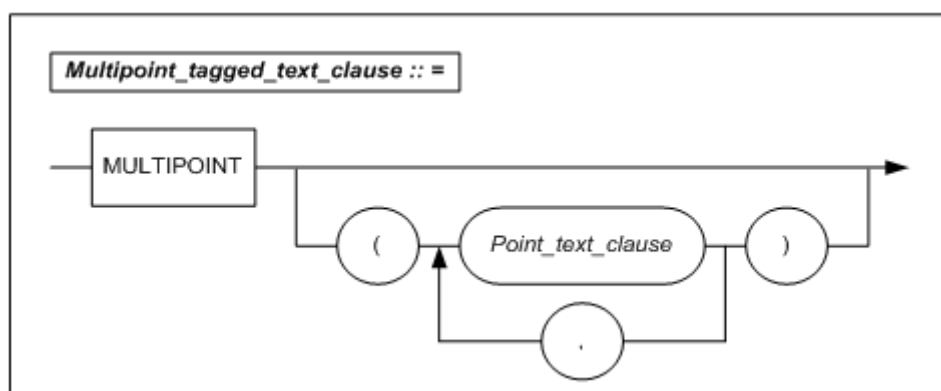 Multipoint_tagged_text_clause :: =
MULTIPOINT
( Point_text_clause )
,